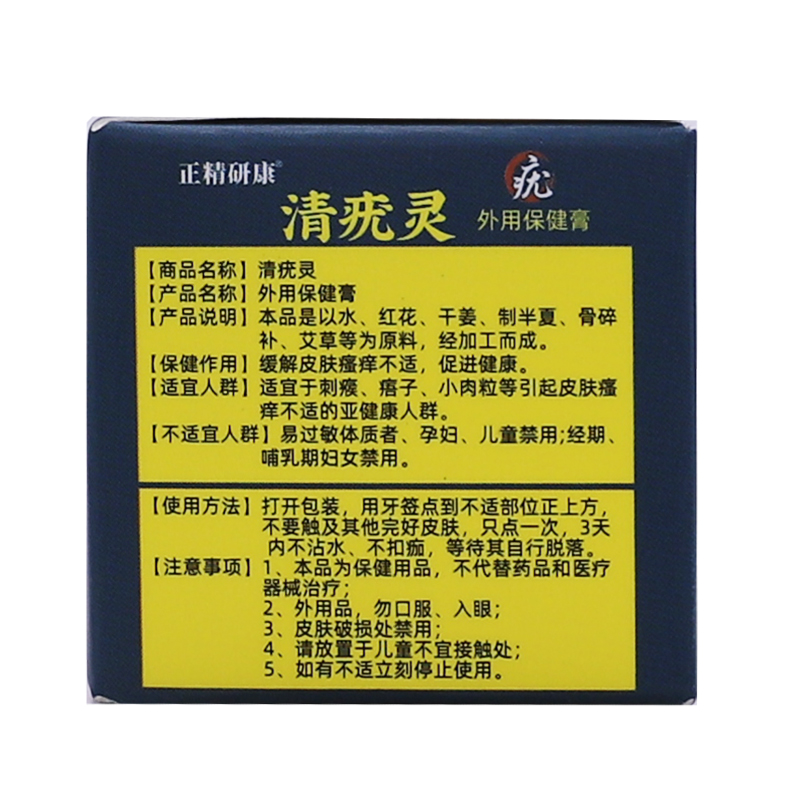 正精研康®
疣
清疣灵
外用保健膏
【商品名称】清疣灵
【产品名称】外用保健膏
【产品说明】本品是以水、红花、干姜、制半夏、骨碎
补、艾草等为原料，经加工而成。
【保健作用】缓解皮肤瘙痒不适，促进健康。
【适宜人群】适宜于刺瘊、瘄子、小肉粒等引起皮肤瘙
痒不适的亚健康人群。
【不适宜人群】易过敏体质者、孕妇、儿童禁用;经期、
哺乳期妇女禁用。
【使用方法】打开包装，用牙签点到不适部位正上方，
不要触及其他完好皮肤，只点一次，3天
内不沾水、不扣痂，等待其自行脱落。
【注意事项】1、本品为保健用品，不代替药品和医疗
器械治疗；
2、外用品，勿口服、入眼；
3、皮肤破损处禁用；
4、请放置于儿童不宜接触处；
5、如有不适立刻停止使用。